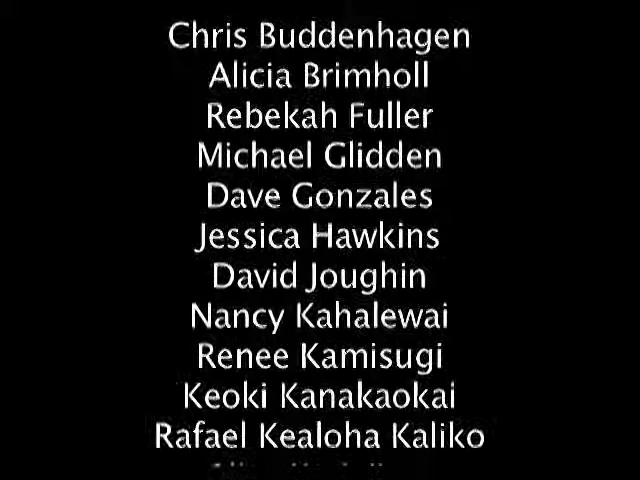 Chris Buddenhagen
Alicia Brimholl
Rebekah Fuller
Michael Glidden
Dave Gonzales
Jessica Hawkins
David Joughin
Nancy Kahalewai
Renee Kamisugi
Keoki Kanakaokai
Rafael Kealoha Kaliko